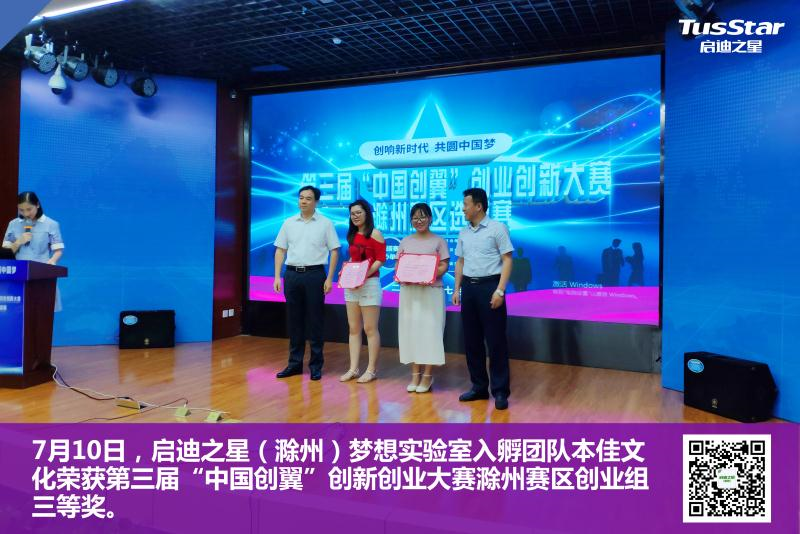 TusStar
启迪之星
创响新时代 共圆中国梦
第三届“中国创翼”创业创新大赛
滁州赛区选拔赛
激活 Windows
7月10日，启迪之星（滁州）梦想实验室入孵团队本佳文
化荣获第三届“中国创翼”创新创业大赛滁州赛区创业组
三等奖。